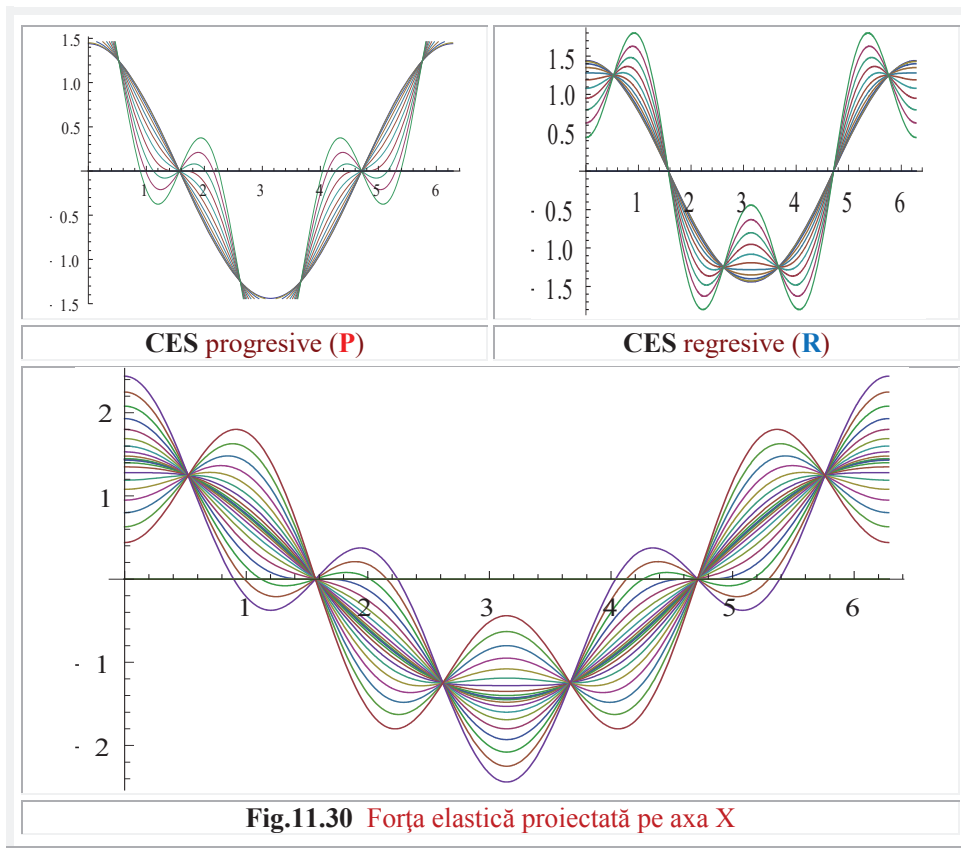 1.5
1.0
0.5
1 2 3 4 5 6
- 0.5
- 1.0
- 1.5
1.5
1.0
0.5
1 2 3 4 5 6
- 0.5
- 1.0
- 1.5
CES progresive (P)
CES regresive (R)
2
1
1 2 3 4 5 6
- 1
- 2
Fig.11.30 Forţa elastică proiectată pe axa X